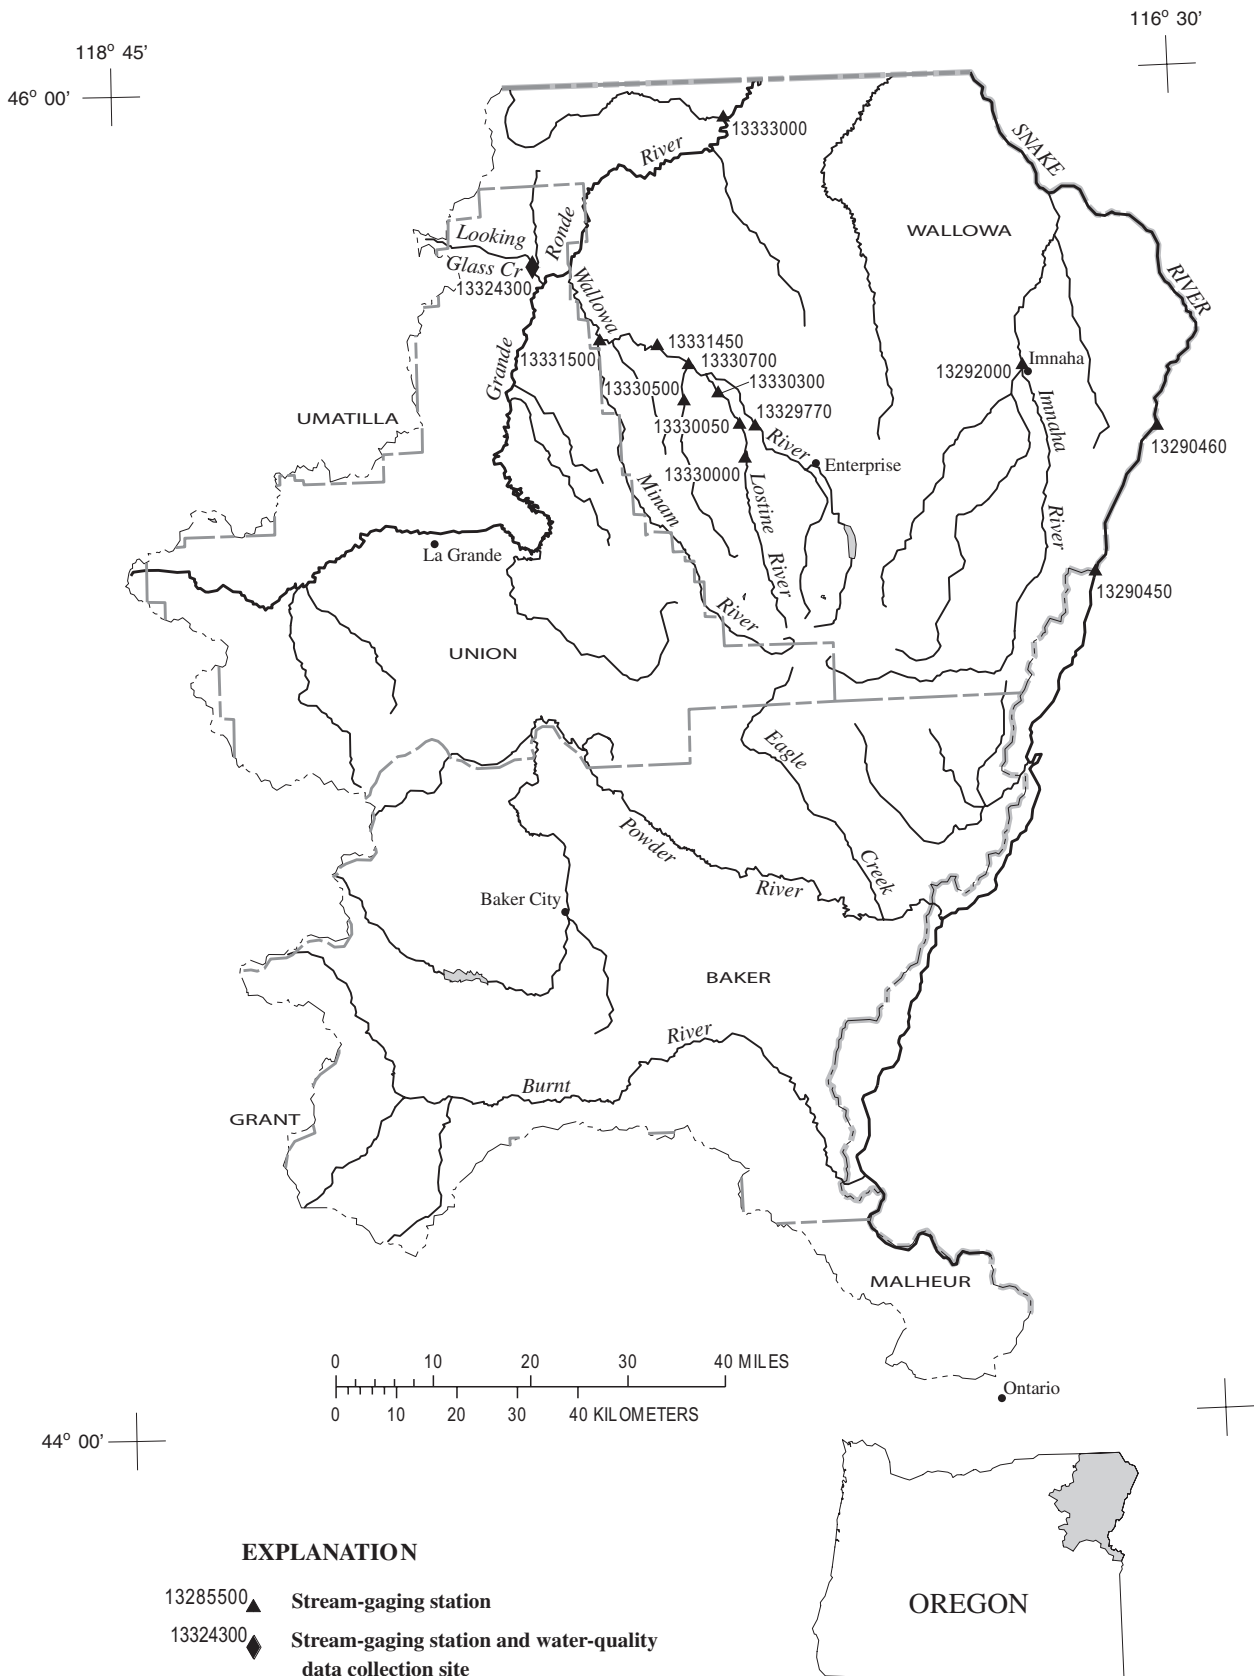 116° 30'
118° 45'
46° 00'
13333000
River
SNAKE
WALLOWA
Looking
Ronde
Glass Cr
13324300
Wallowa
RIVER
13331450
13331500
13330700
Grande
Imnaha
13292000
13330500
13330300
UMATILLA
Imnaha
13330050
13329770
River
13290460
Enterprise
13330000
Minam
Lostine
River
La Grande
River
13290450
River
UNION
Eagle
Powder
Creek
River
Baker City
BAKER
River
Burnt
GRANT
MALHEUR
0 10 20 30 40 MILES
0 10 20 30 40 KILOMETERS
Ontario
44° 00'
EXPLANATION
13285500 Stream-gaging station
13324300 Stream-gaging station and water-quality
data collection site
OREGON